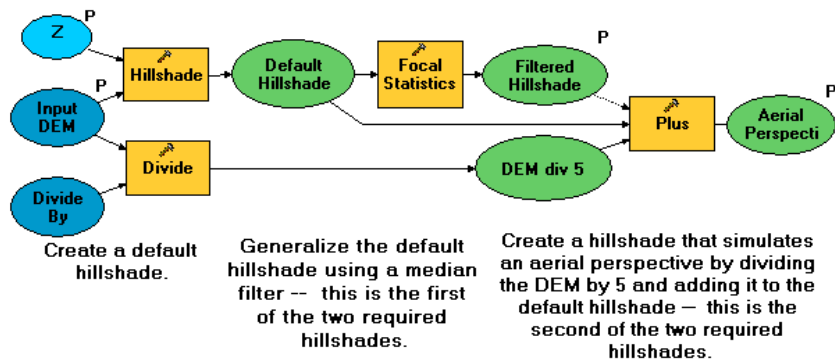 Z
P
Hillshade
Default
Hillshade
Focal
Statistics
P
Filtered
Hillshade
P
Input
DEM
Divide
DEM div 5
Plus
P
Aerial
Perspecti
Divide
By
Create a default
hillshade.
Generalize the default
hillshade using a median
filter -- this is the first
of the two required
hillshades.
Create a hillshade that simulates
an aerial perspective by dividing
the DEM by 5 and adding it to the
default hillshade – this is the
second of the two required
hillshades.